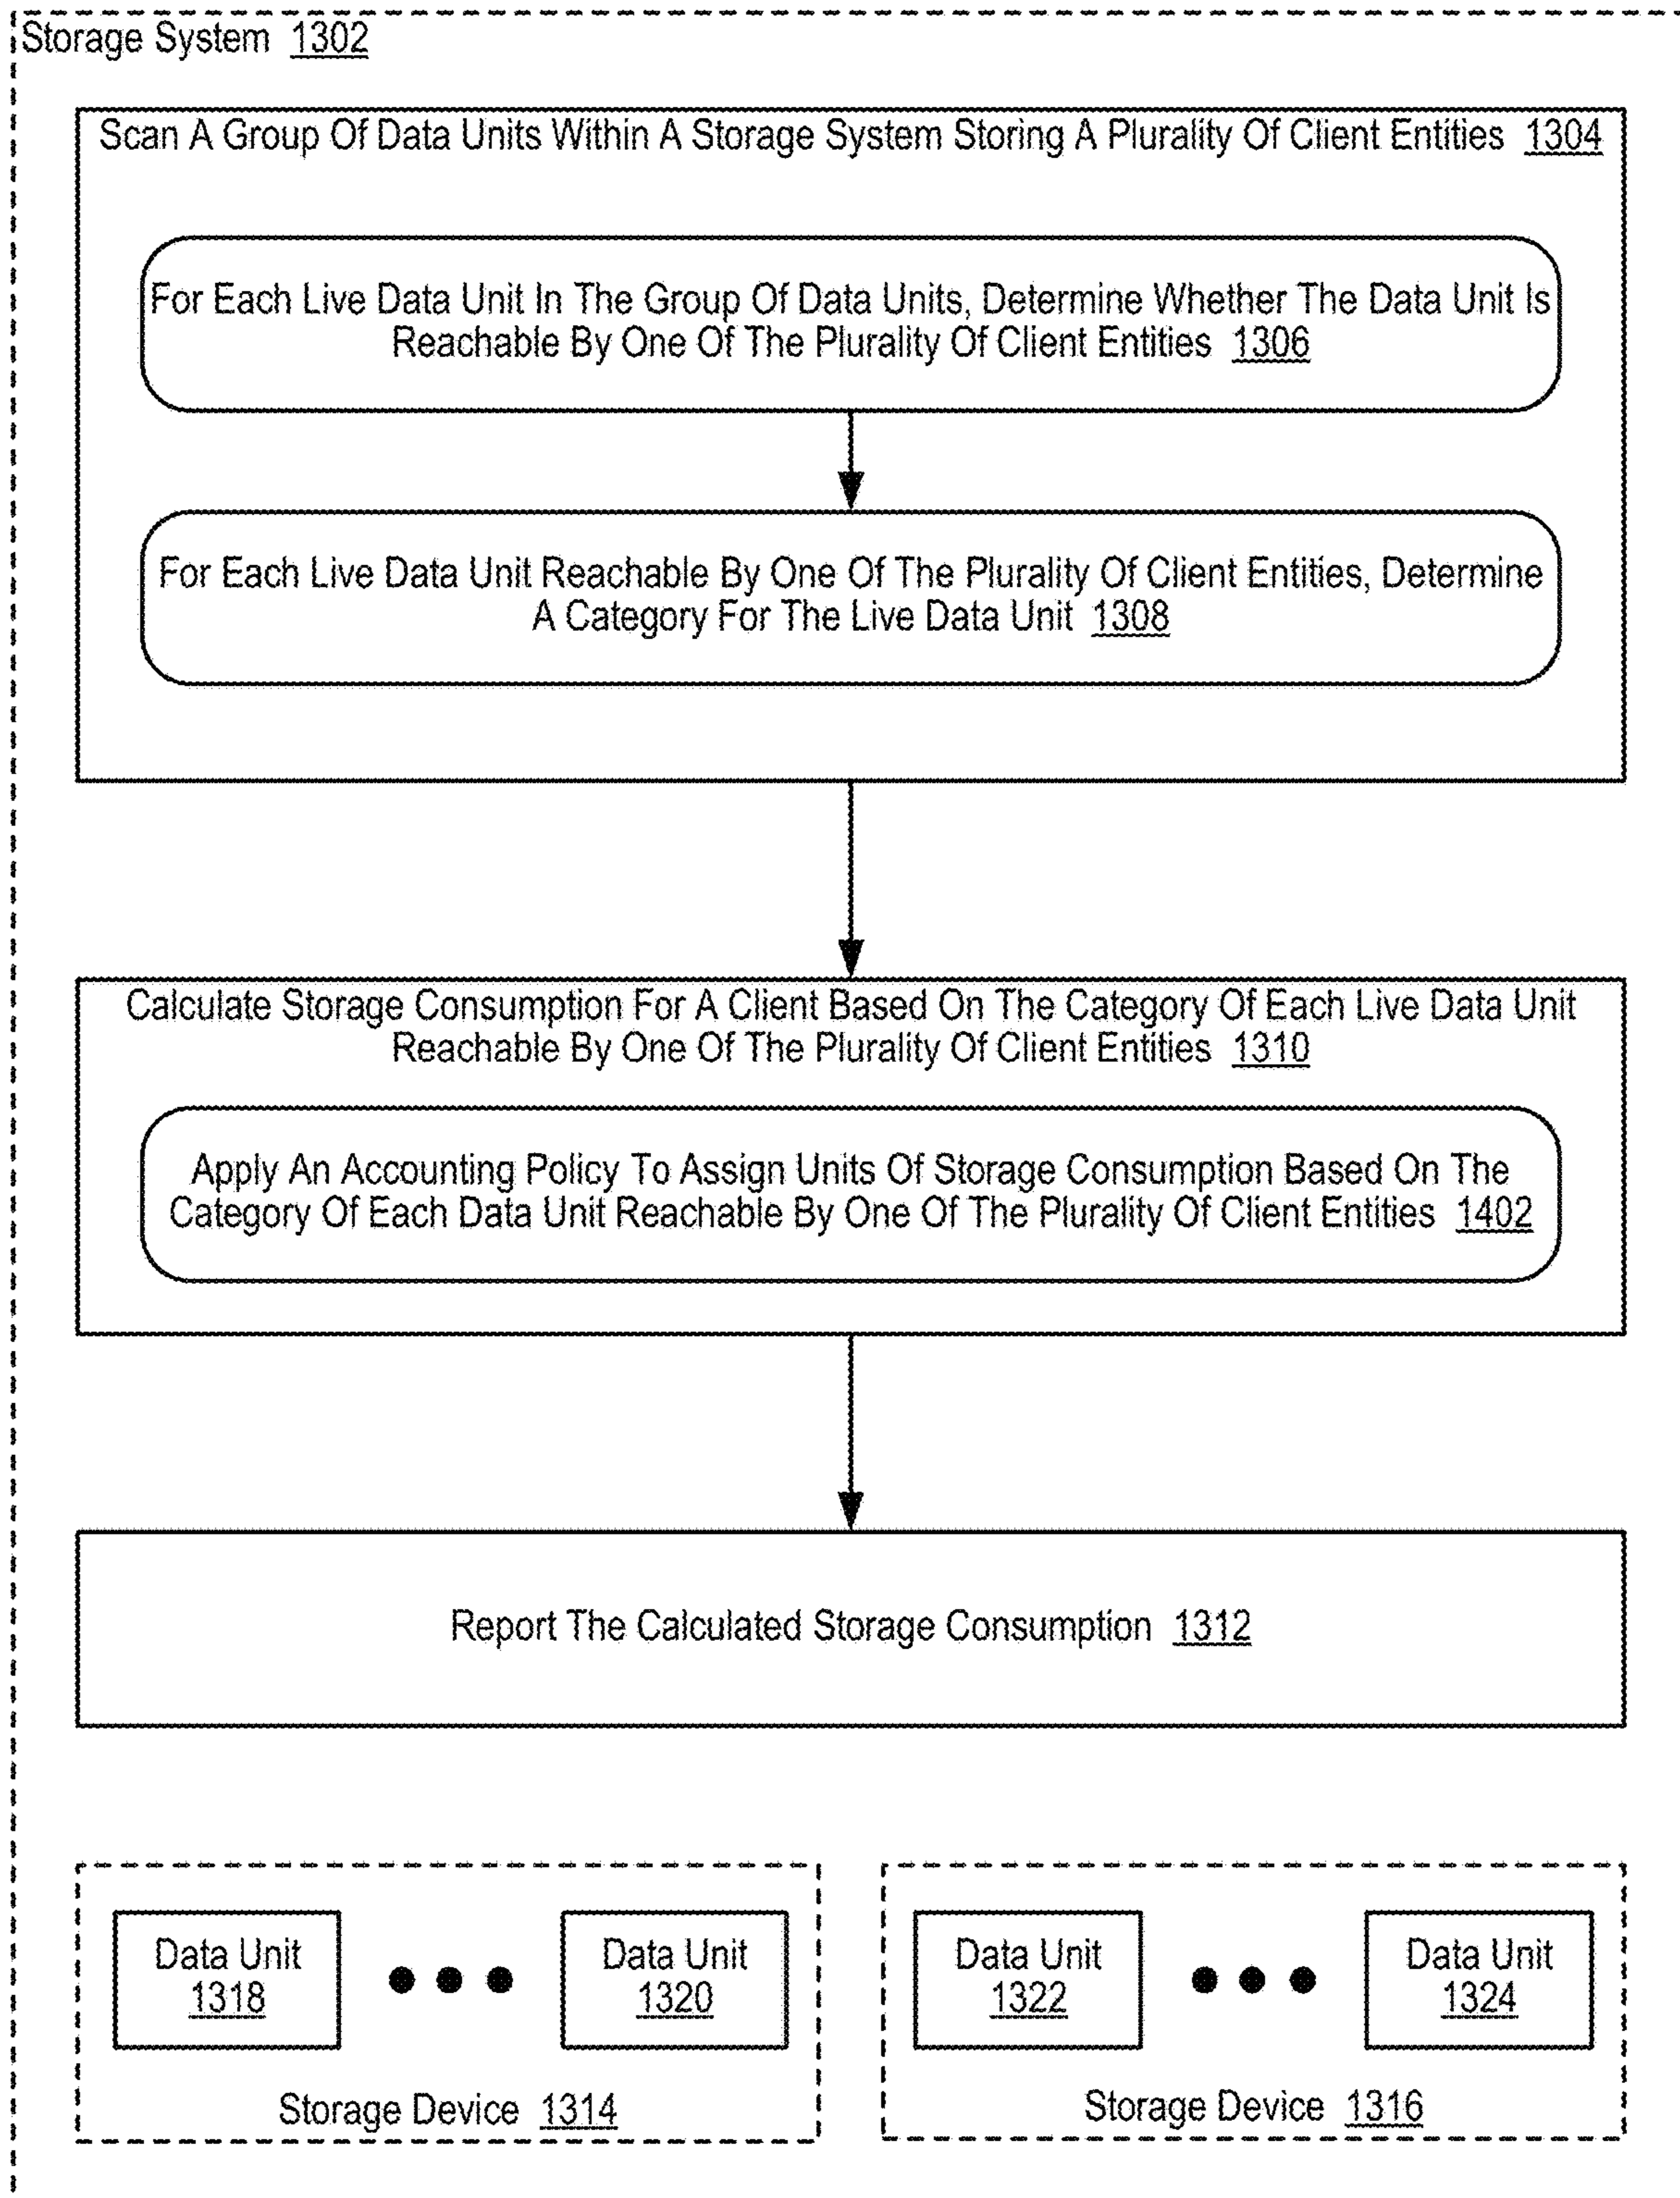 Storage System 1302
Scan A Group Of Data Units Within A Storage System Storing A Plurality Of Client Entities 1304
For Each Live Data Unit In The Group Of Data Units, Determine Whether The Data Unit Is
Reachable By One Of The Plurality Of Client Entities 1306
For Each Live Data Unit Reachable By One Of The Plurality Of Client Entities, Determine
A Category For The Live Data Unit 1308
Calculate Storage Consumption For A Client Based On The Category Of Each Live Data Unit
Reachable By One Of The Plurality Of Client Entities 1310
Apply An Accounting Policy To Assign Units Of Storage Consumption Based On The
Category Of Each Data Unit Reachable By One Of The Plurality Of Client Entities 1402
Report The Calculated Storage Consumption 1312
Data Unit
1318
Data Unit
1320
Storage Device 1314
Data Unit
1322
Data Unit
1324
Storage Device 1316